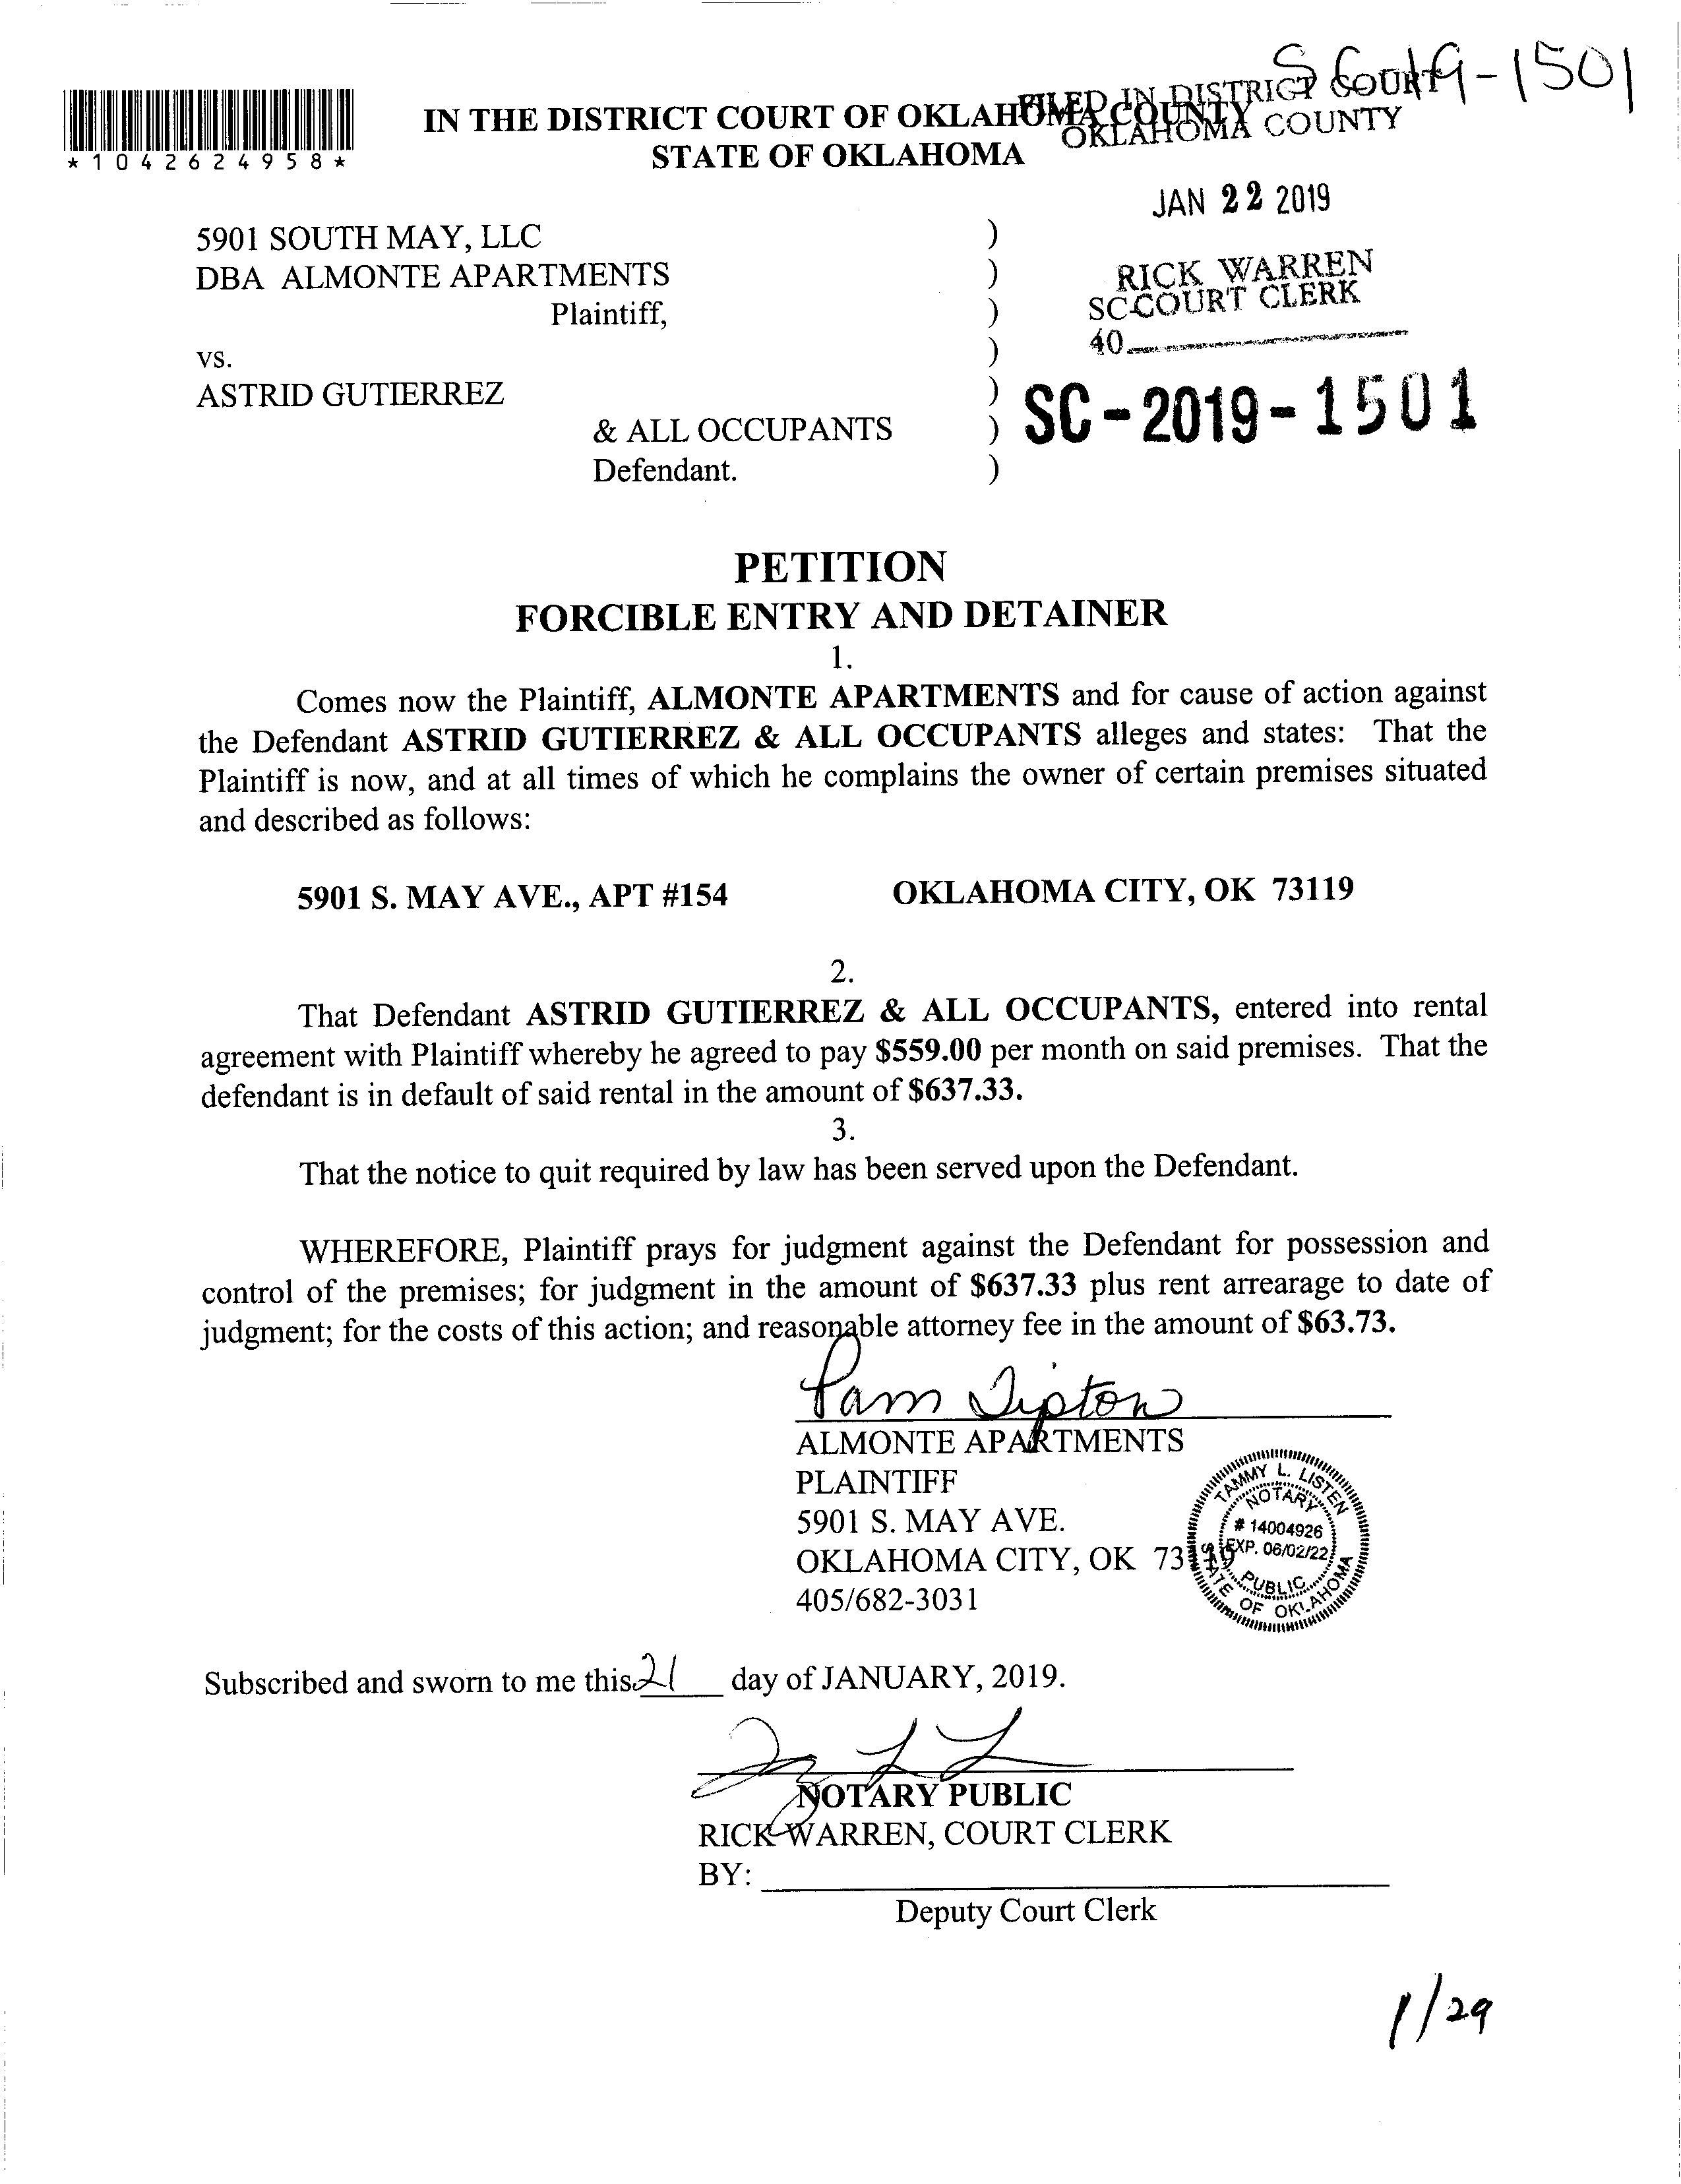 SC-19-1501
*1042624958*
IN THE DISTRICT COURT OF OKLAHOMA COUNTY
STATE OF OKLAHOMA
FILED IN DISTRICT COURT
OKLAHOMA COUNTY
JAN 22 2019
RICK WARREN
SC COURT CLERK
40
SC-2019-1501
5901 SOUTH MAY, LLC )
DBA ALMONTE APARTMENTS )
Plaintiff, )
vs. )
ASTRID GUTIERREZ )
& ALL OCCUPANTS )
Defendant. )
PETITION
FORCIBLE ENTRY AND DETAINER
1.
Comes now the Plaintiff, ALMONTE APARTMENTS and for cause of action against
the Defendant ASTRID GUTIERREZ & ALL OCCUPANTS alleges and states: That the
Plaintiff is now, and at all times of which he complains the owner of certain premises situated
and described as follows:
5901 S. MAY AVE., APT #154 OKLAHOMA CITY, OK 73119
2.
That Defendant ASTRID GUTIERREZ & ALL OCCUPANTS, entered into rental
agreement with Plaintiff whereby he agreed to pay $559.00 per month on said premises. That the
defendant is in default of said rental in the amount of $637.33.
3.
That the notice to quit required by law has been served upon the Defendant.
WHEREFORE, Plaintiff prays for judgment against the Defendant for possession and
control of the premises; for judgment in the amount of $637.33 plus rent arrearage to date of
judgment; for the costs of this action; and reasonable attorney fee in the amount of $63.73.
Pam Tipton
ALMONTE APARTMENTS
PLAINTIFF
5901 S. MAY AVE.
OKLAHOMA CITY, OK 73119
405/682-3031
TAMMY L. LISTEN
NOTARY
# 14004926
EXP. 06/02/22
PUBLIC
STATE OF OKLAHOMA
Subscribed and sworn to me this 21 day of JANUARY, 2019.
NOTARY PUBLIC
RICK WARREN, COURT CLERK
BY:
Deputy Court Clerk
1/29